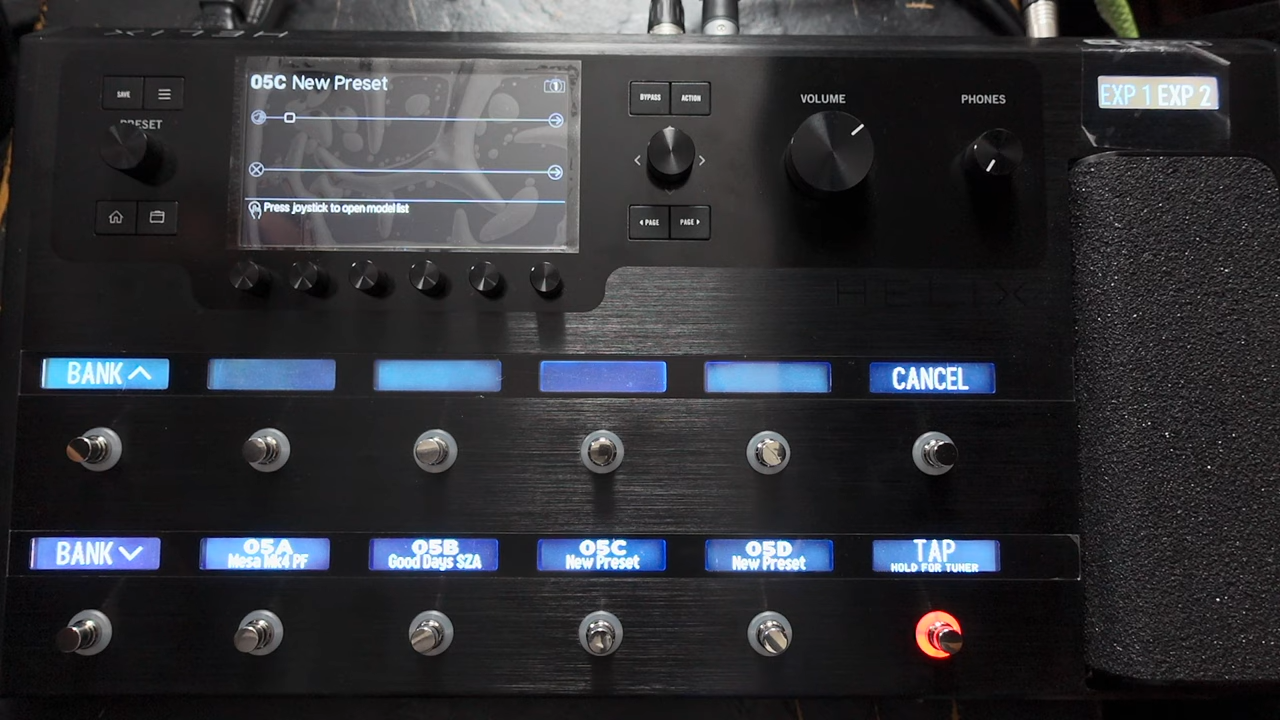 HELIX
05C New Preset
SAVE
PRESET
Press joystick to open model list
BYPASS
ACTION
< >
◂ PAGE
PAGE ▸
VOLUME
PHONES
EXP 1 EXP 2
HELIX
BANK ^
CANCEL
BANK ∨
05A
Mesa Mk4 PF
05B
Good Days SZA
05C
New Preset
05D
New Preset
TAP
HOLD FOR TUNER